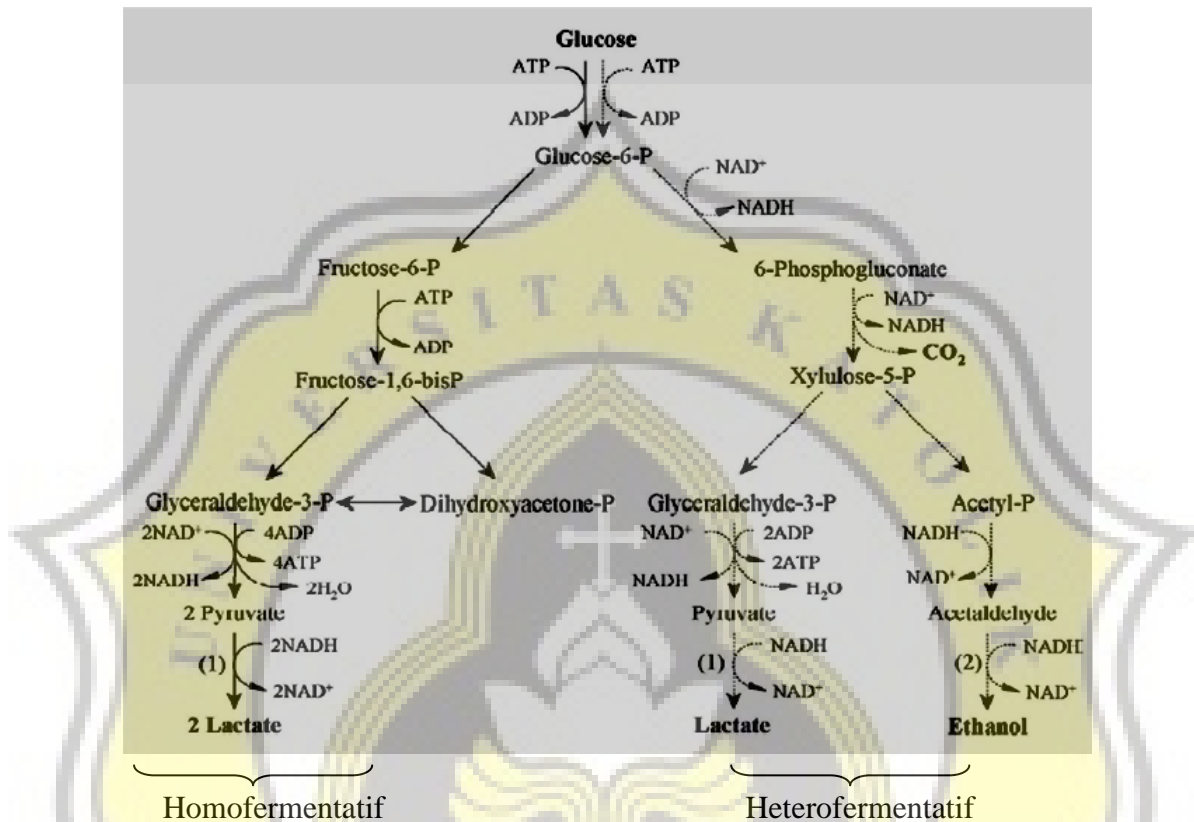 Glucose
ATP ATP
ADP ADP
Glucose-6-P
NAD⁺
NADH
Fructose-6-P 6-Phosphogluconate
ATP NAD⁺
ADP NADH
CO₂
Fructose-1,6-bisP Xylulose-5-P
Glyceraldehyde-3-P Dihydroxyacetone-P Glyceraldehyde-3-P Acetyl-P
2NAD⁺ 4ADP NAD⁺ 2ADP NADH
4ATP 2ATP
2NADH 2H₂O NADH H₂O NAD⁺
2 Pyruvate Pyruvate Acetaldehyde
(1) 2NADH (1) NADH (2) NADH
2NAD⁺ NAD⁺ NAD⁺
2 Lactate Lactate Ethanol
Homofermentatif Heterofermentatif